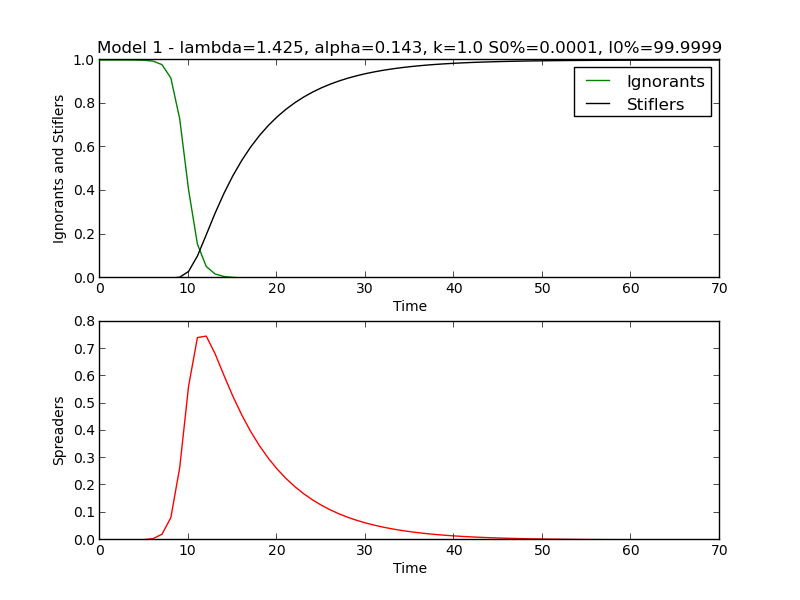 Model 1 - lambda=1.425, alpha=0.143, k=1.0 S0%=0.0001, I0%=99.9999
1.0
0.8
0.6
0.4
0.2
0.0
Ignorants and Stiflers
Ignorants
Stiflers
0 10 20 30 40 50 60 70
Time
0.8
0.7
0.6
0.5
0.4
0.3
0.2
0.1
0.0
Spreaders
0 10 20 30 40 50 60 70
Time